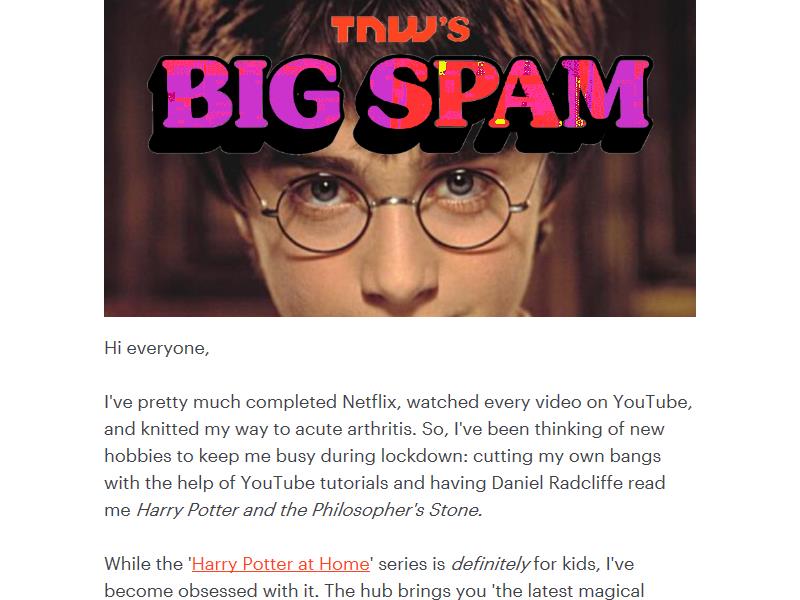 TNW'S
BIG SPAM
Hi everyone,
I've pretty much completed Netflix, watched every video on YouTube,
and knitted my way to acute arthritis. So, I've been thinking of new
hobbies to keep me busy during lockdown: cutting my own bangs
with the help of YouTube tutorials and having Daniel Radcliffe read
me Harry Potter and the Philosopher's Stone.
While the 'Harry Potter at Home' series is definitely for kids, I've
become obsessed with it. The hub brings you 'the latest magical